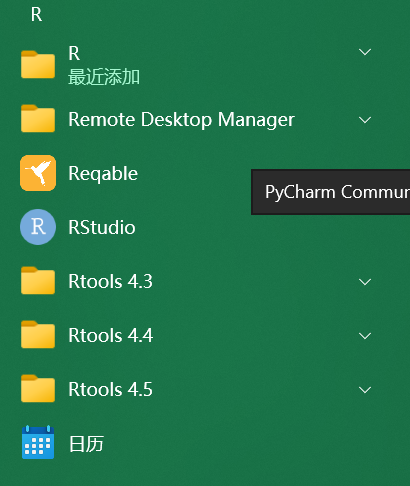 R
R
最近添加
Remote Desktop Manager
Reqable
PyCharm Commun
R
RStudio
Rtools 4.3
Rtools 4.4
Rtools 4.5
日历